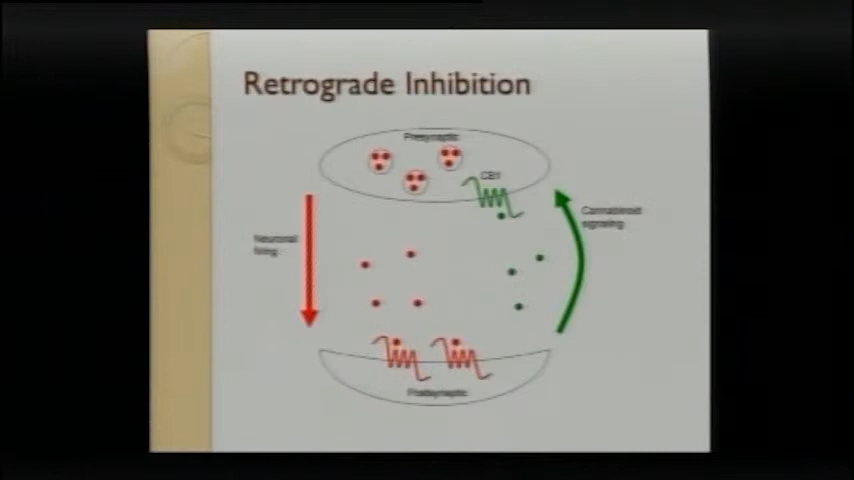 Retrograde Inhibition
Presynaptic
CB1
Cannabinoid
signaling
Neuronal
firing
Postsynaptic